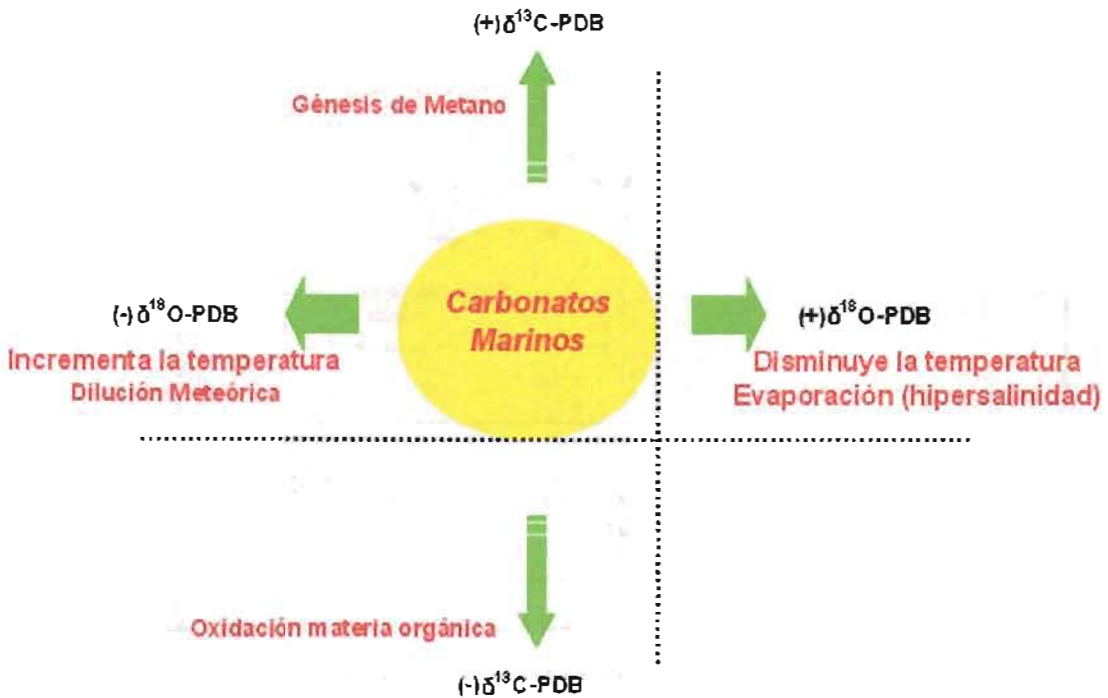 (+)δ¹³C-PDB
Génesis de Metano
Carbonatos
Marinos
(-) δ¹⁸O-PDB
Incrementa la temperatura
Dilución Meteórica
(+)δ¹⁸O-PDB
Disminuye la temperatura
Evaporación (hipersalinidad)
Oxidación materia orgánica
(-)δ¹³C-PDB